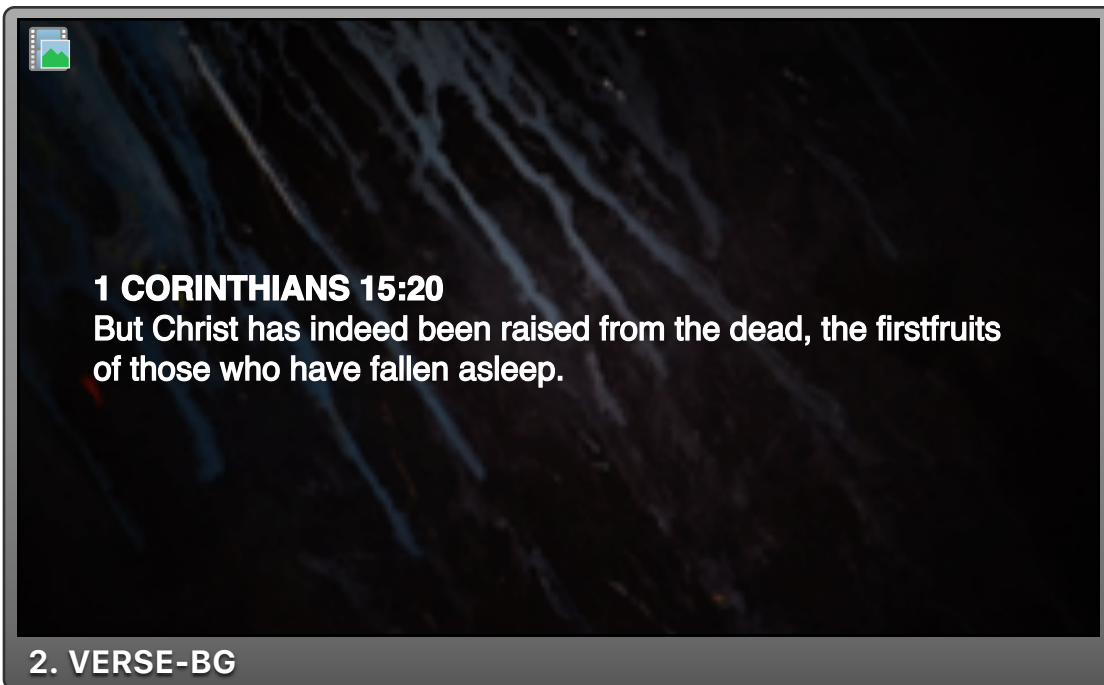 1 CORINTHIANS 15:20
But Christ has indeed been raised from the dead, the firstfruits
of those who have fallen asleep.
2. VERSE-BG